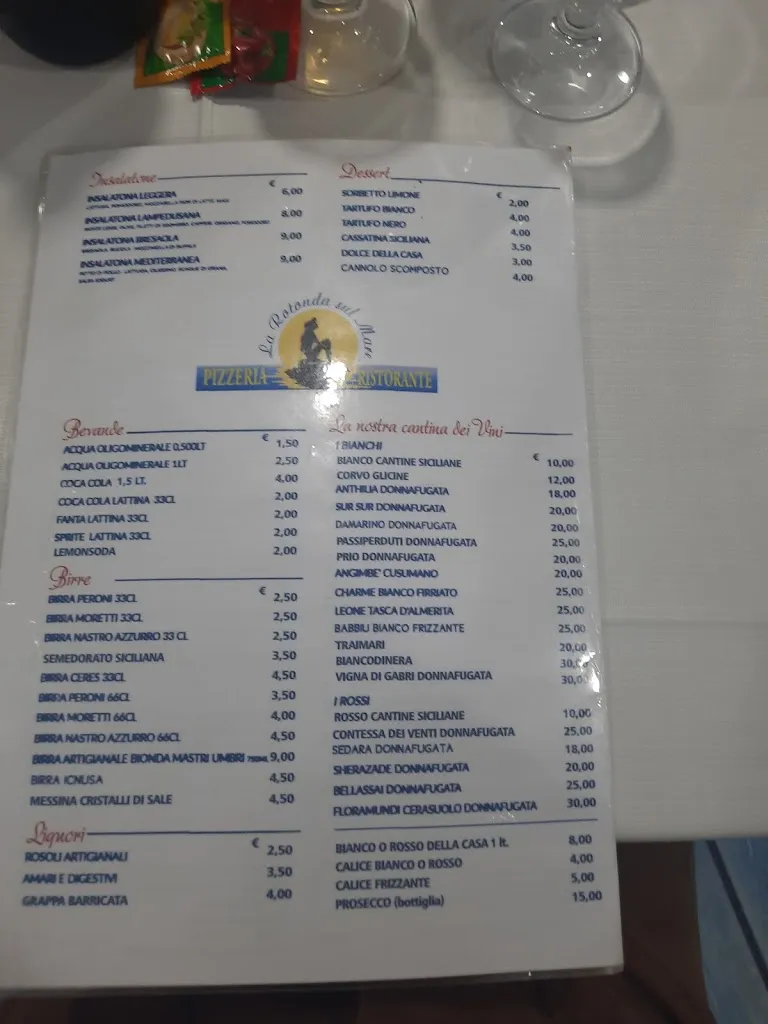 Insalatone
€
INSALATONA LEGGERA 6,00
INSALATONA LAMPEDUSANA 8,00
INSALATONA BRESAOLA 9,00
INSALATONA MEDITERRANEA 9,00
Dessert
€
SORBETTO LIMONE 2,00
TARTUFO BIANCO 4,00
TARTUFO NERO 4,00
CASSATINA SICILIANA 3,50
DOLCE DELLA CASA 3,00
CANNOLO SCOMPOSTO 4,00
La Rotonda sul Mare
PIZZERIA RISTORANTE
Bevande
€
ACQUA OLIGOMINERALE 0,500LT 1,50
ACQUA OLIGOMINERALE 1LT 2,50
COCA COLA 1,5 LT. 4,00
COCA COLA LATTINA 33CL 2,00
FANTA LATTINA 33CL 2,00
SPRITE LATTINA 33CL 2,00
LEMONSODA 2,00
Birre
€
BIRRA PERONI 33CL 2,50
BIRRA MORETTI 33CL 2,50
BIRRA NASTRO AZZURRO 33 CL 2,50
SEMEDORATO SICILIANA 3,50
BIRRA CERES 33CL 4,50
BIRRA PERONI 66CL 3,50
BIRRA MORETTI 66CL 4,00
BIRRA NASTRO AZZURRO 66CL 4,50
BIRRA ARTIGIANALE BIONDA MASTRI UMBRI 750ML 9,00
BIRRA ICNUSA 4,50
MESSINA CRISTALLI DI SALE 4,50
Liquori
€
ROSOLI ARTIGIANALI 2,50
AMARI E DIGESTIVI 3,50
GRAPPA BARRICATA 4,00
La nostra cantina dei Vini
I BIANCHI
€
BIANCO CANTINE SICILIANE 10,00
CORVO GLICINE 12,00
ANTHILIA DONNAFUGATA 18,00
SUR SUR DONNAFUGATA 20,00
DAMARINO DONNAFUGATA 20,00
PASSIPERDUTI DONNAFUGATA 25,00
PRIO DONNAFUGATA 20,00
ANGIMBE' CUSUMANO 20,00
CHARME BIANCO FIRRIATO 25,00
LEONE TASCA D'ALMERITA 25,00
BABBIU BIANCO FRIZZANTE 25,00
TRAIMARI 20,00
BIANCODINERA 30,00
VIGNA DI GABRI DONNAFUGATA 30,00
I ROSSI
ROSSO CANTINE SICILIANE 10,00
CONTESSA DEI VENTI DONNAFUGATA 25,00
SEDARA DONNAFUGATA 18,00
SHERAZADE DONNAFUGATA 20,00
BELLASSAI DONNAFUGATA 25,00
FLORAMUNDI CERASUOLO DONNAFUGATA 30,00
BIANCO O ROSSO DELLA CASA 1 lt. 8,00
CALICE BIANCO O ROSSO 4,00
CALICE FRIZZANTE 5,00
PROSECCO (bottiglia) 15,00